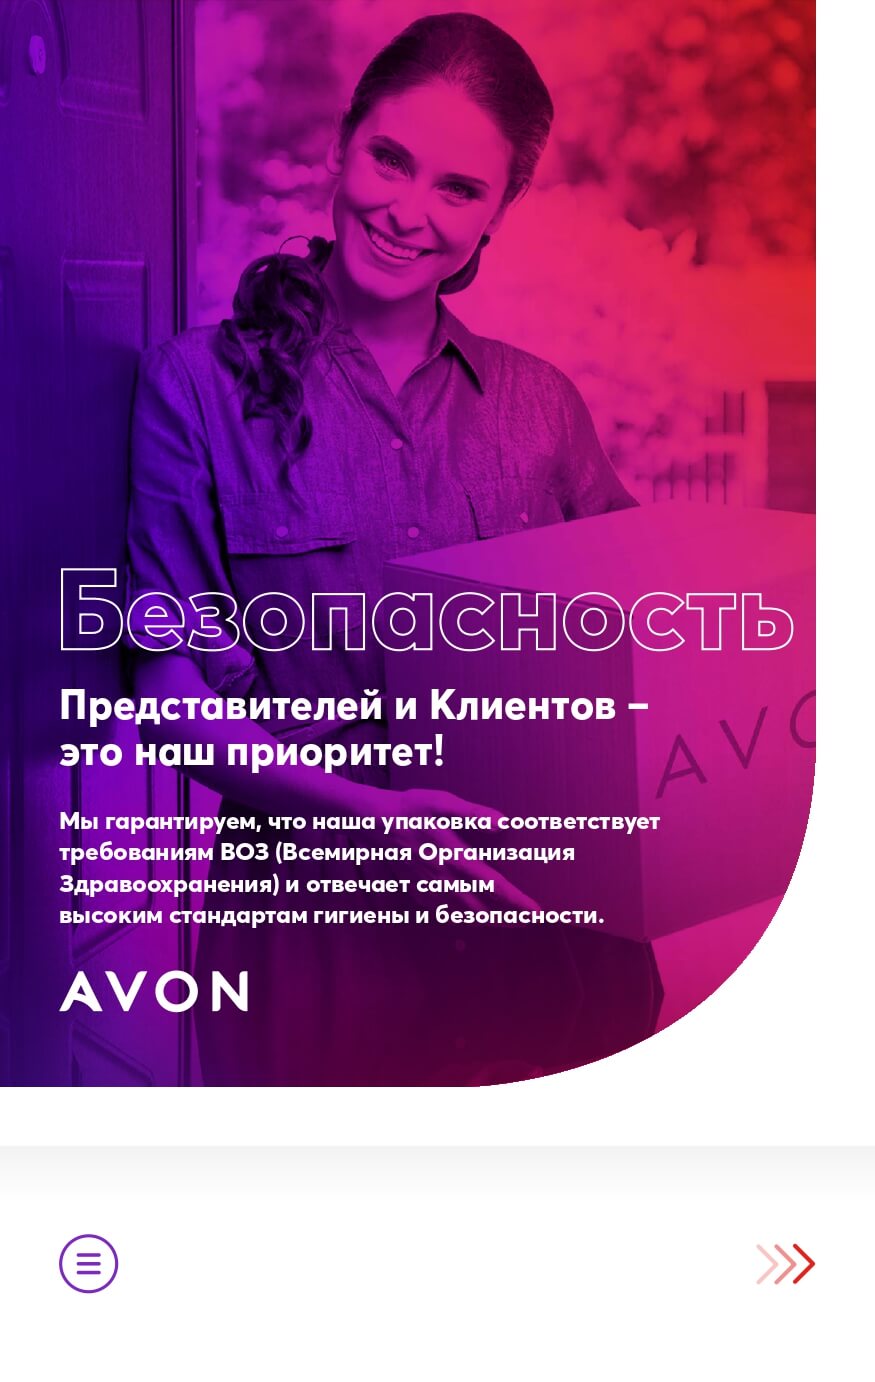 Безопасность
Представителей и Клиентов –
это наш приоритет!
Мы гарантируем, что наша упаковка соответствует
требованиям ВОЗ (Всемирная Организация
Здравоохранения) и отвечает самым
высоким стандартам гигиены и безопасности.
AVON
AVO